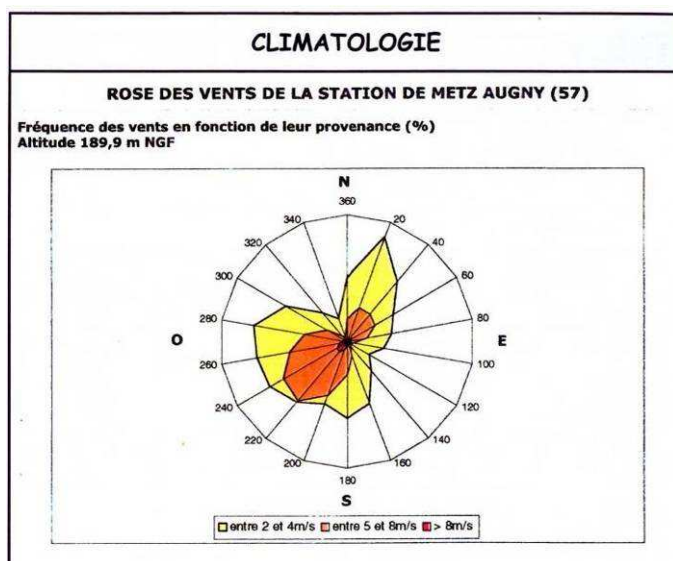 CLIMATOLOGIE
ROSE DES VENTS DE LA STATION DE METZ AUGNY (57)
Fréquence des vents en fonction de leur provenance (%)
Altitude 189,9 m NGF
N
360
340 20
320 40
300 60
280 80
O E
260 100
240 120
220 140
200 160
180
S
entre 2 et 4m/s entre 5 et 8m/s > 8m/s